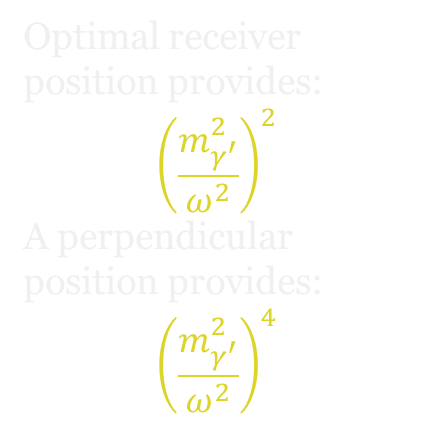 Optimal receiver
position provides:
(m²_γ′/ω²)²
A perpendicular
position provides:
(m²_γ′/ω²)⁴